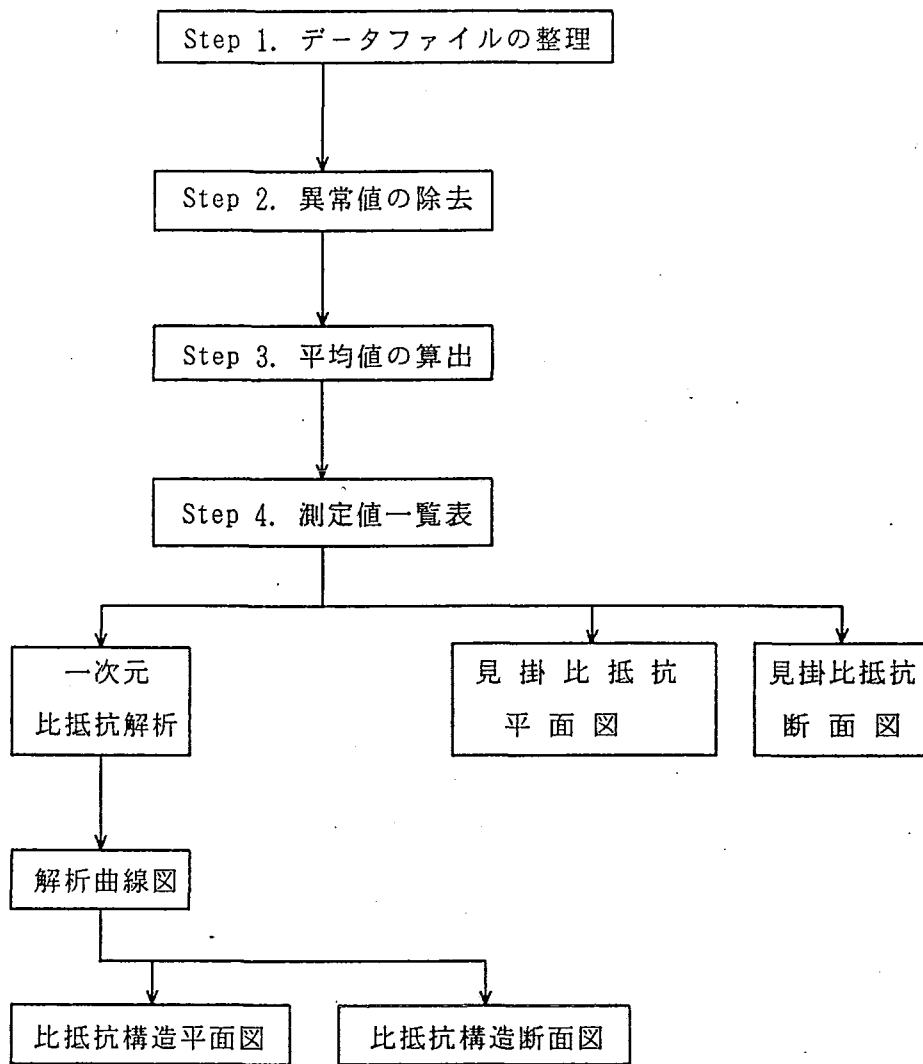 Step 1. データファイルの整理
Step 2. 異常値の除去
Step 3. 平均値の算出
Step 4. 測定値一覧表
一次元
比抵抗解析
見掛比抵抗
平面図
見掛比抵抗
断面図
解析曲線図
比抵抗構造平面図
比抵抗構造断面図